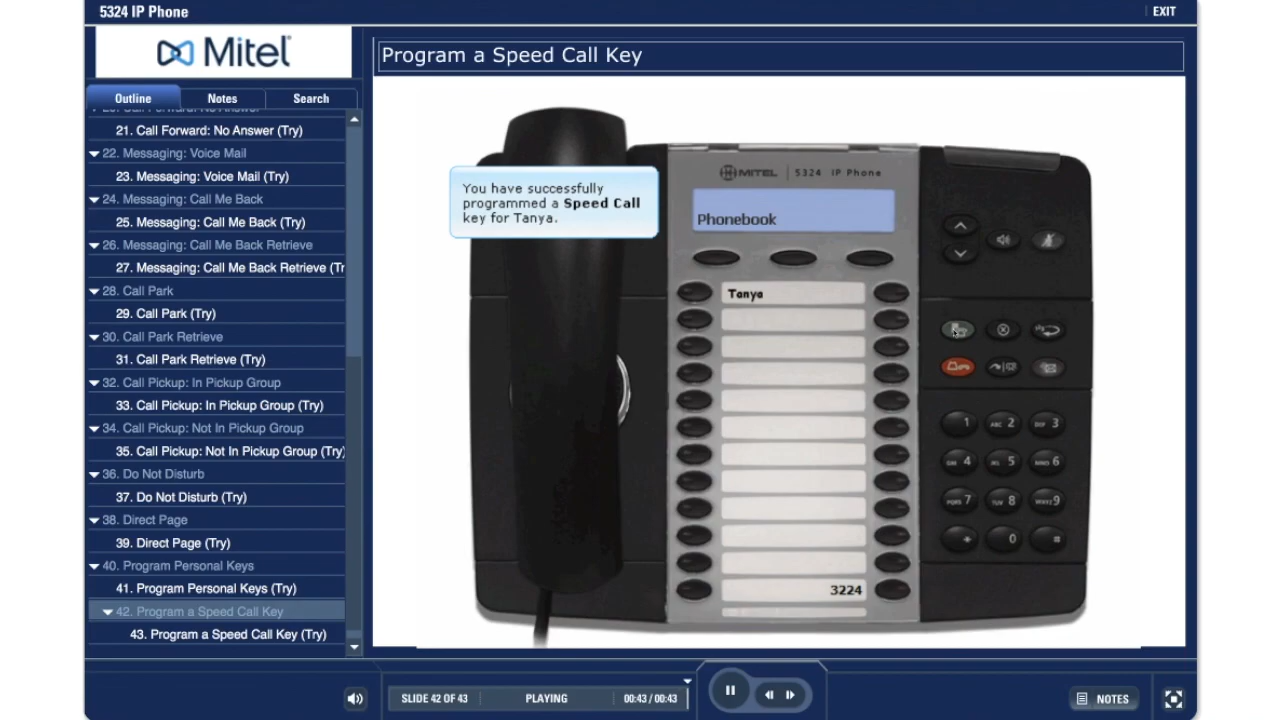 5324 IP Phone
EXIT
Mitel
Program a Speed Call Key
Outline
Notes
Search
21. Call Forward: No Answer (Try)
22. Messaging: Voice Mail
23. Messaging: Voice Mail (Try)
24. Messaging: Call Me Back
25. Messaging: Call Me Back (Try)
26. Messaging: Call Me Back Retrieve
27. Messaging: Call Me Back Retrieve (Tr
28. Call Park
29. Call Park (Try)
30. Call Park Retrieve
31. Call Park Retrieve (Try)
32. Call Pickup: In Pickup Group
33. Call Pickup: In Pickup Group (Try)
34. Call Pickup: Not In Pickup Group
35. Call Pickup: Not In Pickup Group (Try)
36. Do Not Disturb
37. Do Not Disturb (Try)
38. Direct Page
39. Direct Page (Try)
40. Program Personal Keys
41. Program Personal Keys (Try)
42. Program a Speed Call Key
43. Program a Speed Call Key (Try)
You have successfully
programmed a Speed Call
key for Tanya.
MITEL | 5324 IP Phone
Phonebook
Tanya
3224
1 ABC 2 DEF 3
4 5 6
PQRS 7 TUV 8 9
* 0 #
SLIDE 42 OF 43
PLAYING
00:43 / 00:43
NOTES